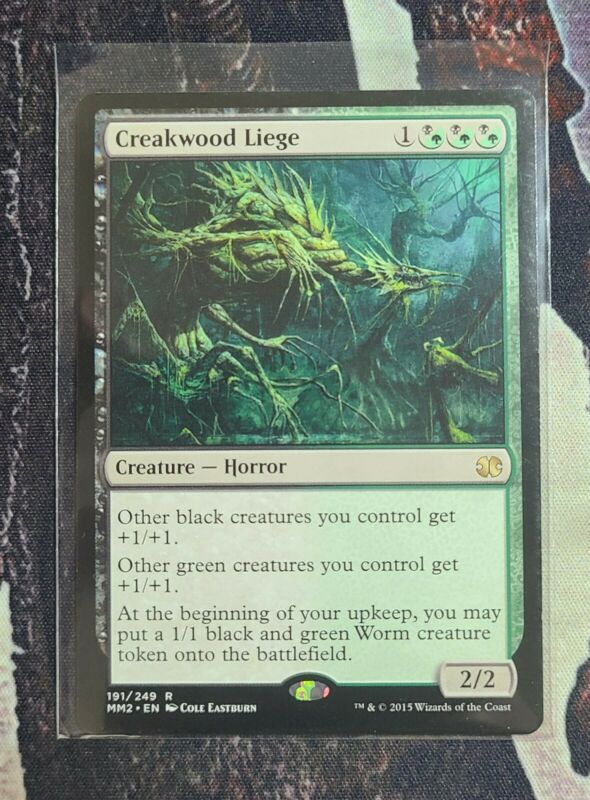 Creakwood Liege 1
Creature — Horror
Other black creatures you control get
+1/+1.
Other green creatures you control get
+1/+1.
At the beginning of your upkeep, you may
put a 1/1 black and green Worm creature
token onto the battlefield.
2/2
191/249 R
MM2 • EN Cole Eastburn
™ & © 2015 Wizards of the Coast